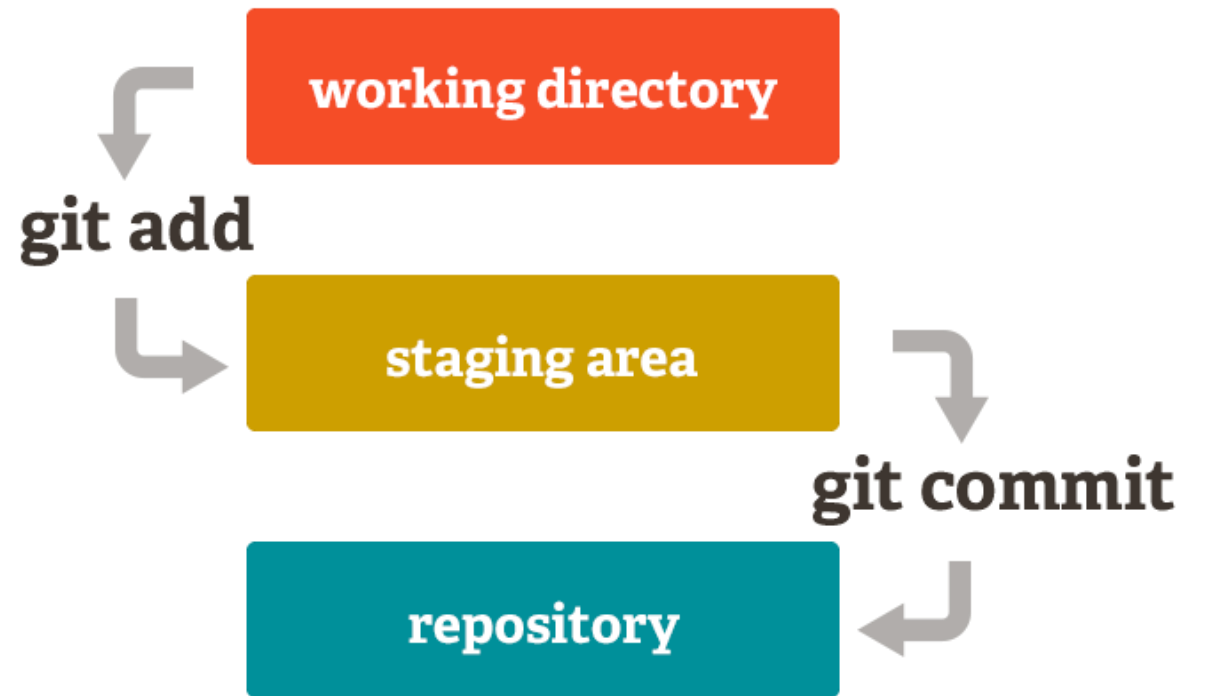 working directory
git add
staging area
git commit
repository